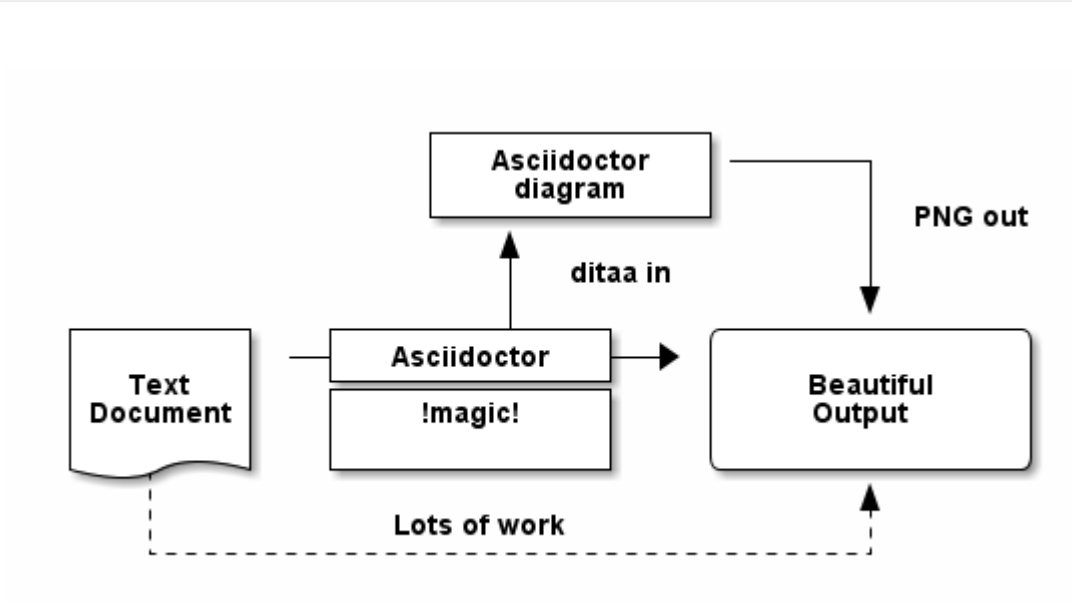 Asciidoctor
diagram
PNG out
ditaa in
Asciidoctor
Text
Document
!magic!
Beautiful
Output
Lots of work